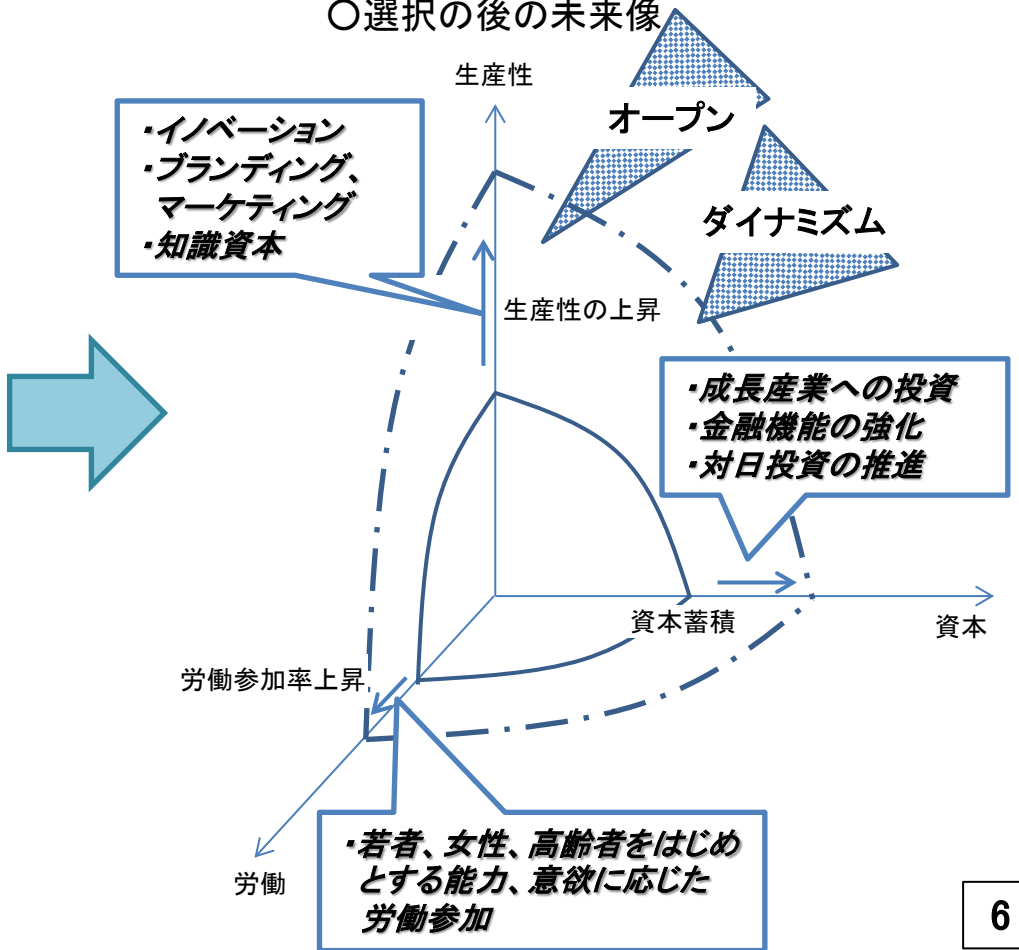 〇選択の後の未来像
生産性
オープン
・イノベーション
・ブランディング、
マーケティング
・知識資本
ダイナミズム
生産性の上昇
・成長産業への投資
・金融機能の強化
・対日投資の推進
資本蓄積
資本
労働参加率上昇
・若者、女性、高齢者をはじめ
とする能力、意欲に応じた
労働参加
労働
6